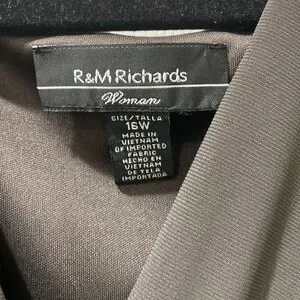 R&M Richards
Woman
SIZE/TALLA
16W
MADE IN
VIETNAM
OF IMPORTED
FABRIC
HECHO EN
VIETNAM
DE TELA
IMPORTADA